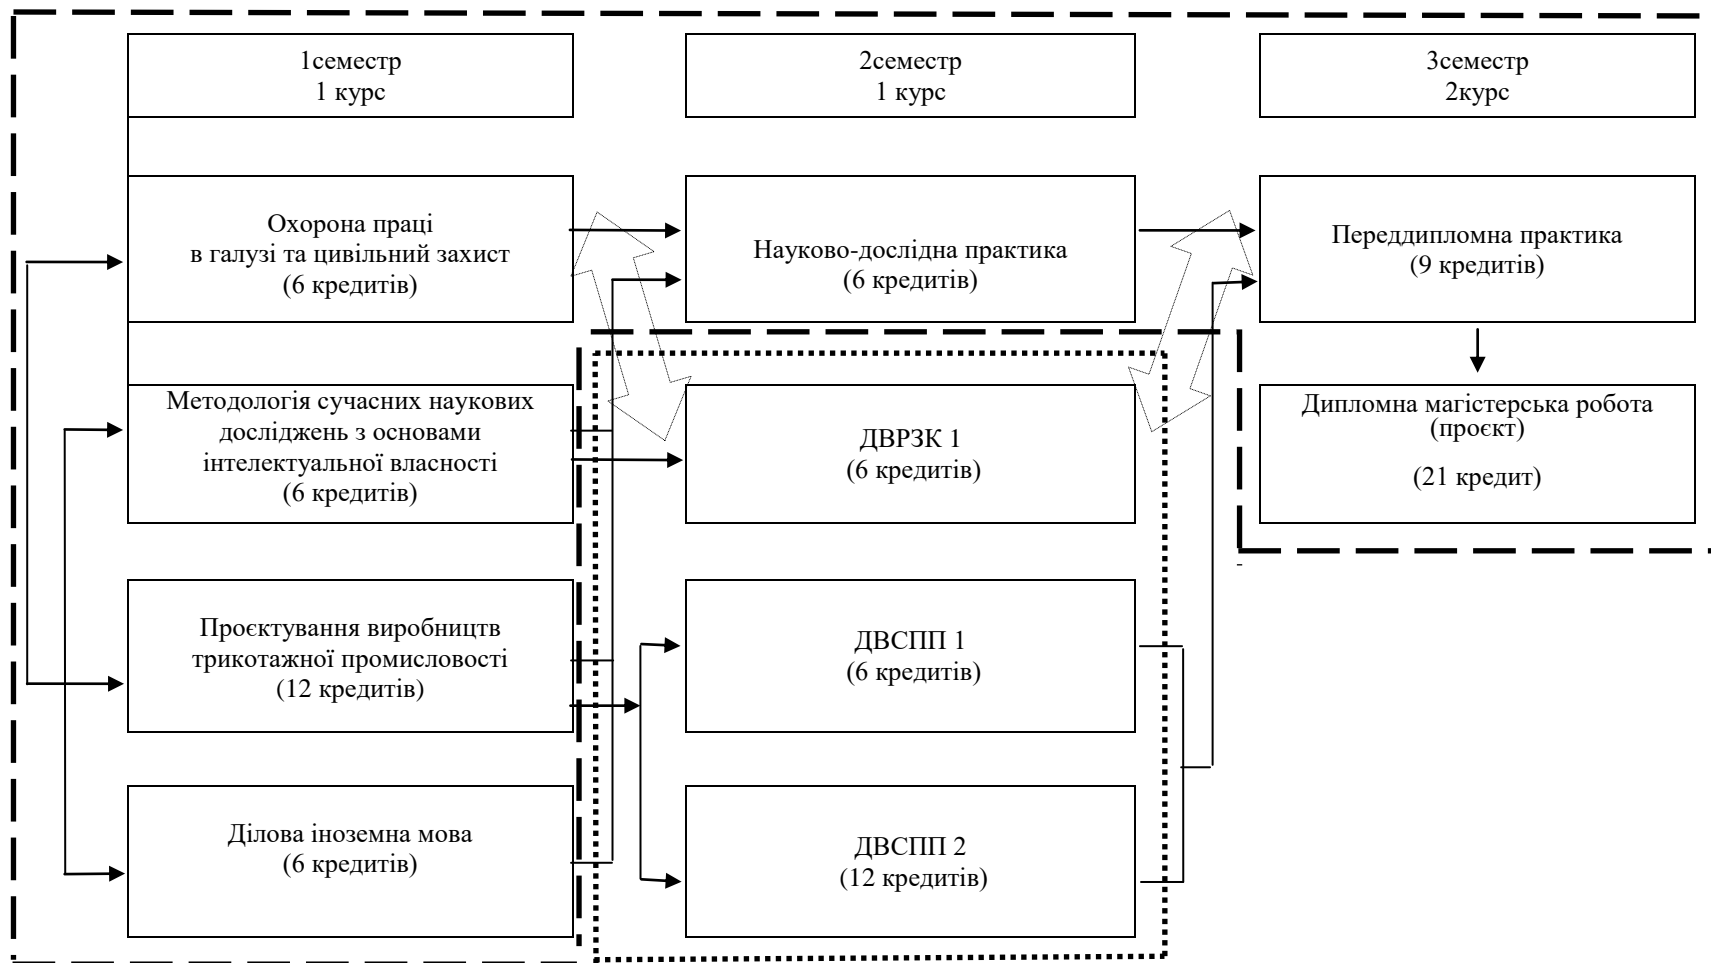 1семестр
1 курс
2семестр
1 курс
3семестр
2курс
Охорона праці
в галузі та цивільний захист
(6 кредитів)
Науково-дослідна практика
(6 кредитів)
Переддипломна практика
(9 кредитів)
Методологія сучасних наукових
досліджень з основами
інтелектуальної власності
(6 кредитів)
ДВРЗК 1
(6 кредитів)
Дипломна магістерська робота
(проєкт)
(21 кредит)
Проєктування виробництв
трикотажної промисловості
(12 кредитів)
ДВСПП 1
(6 кредитів)
Ділова іноземна мова
(6 кредитів)
ДВСПП 2
(12 кредитів)